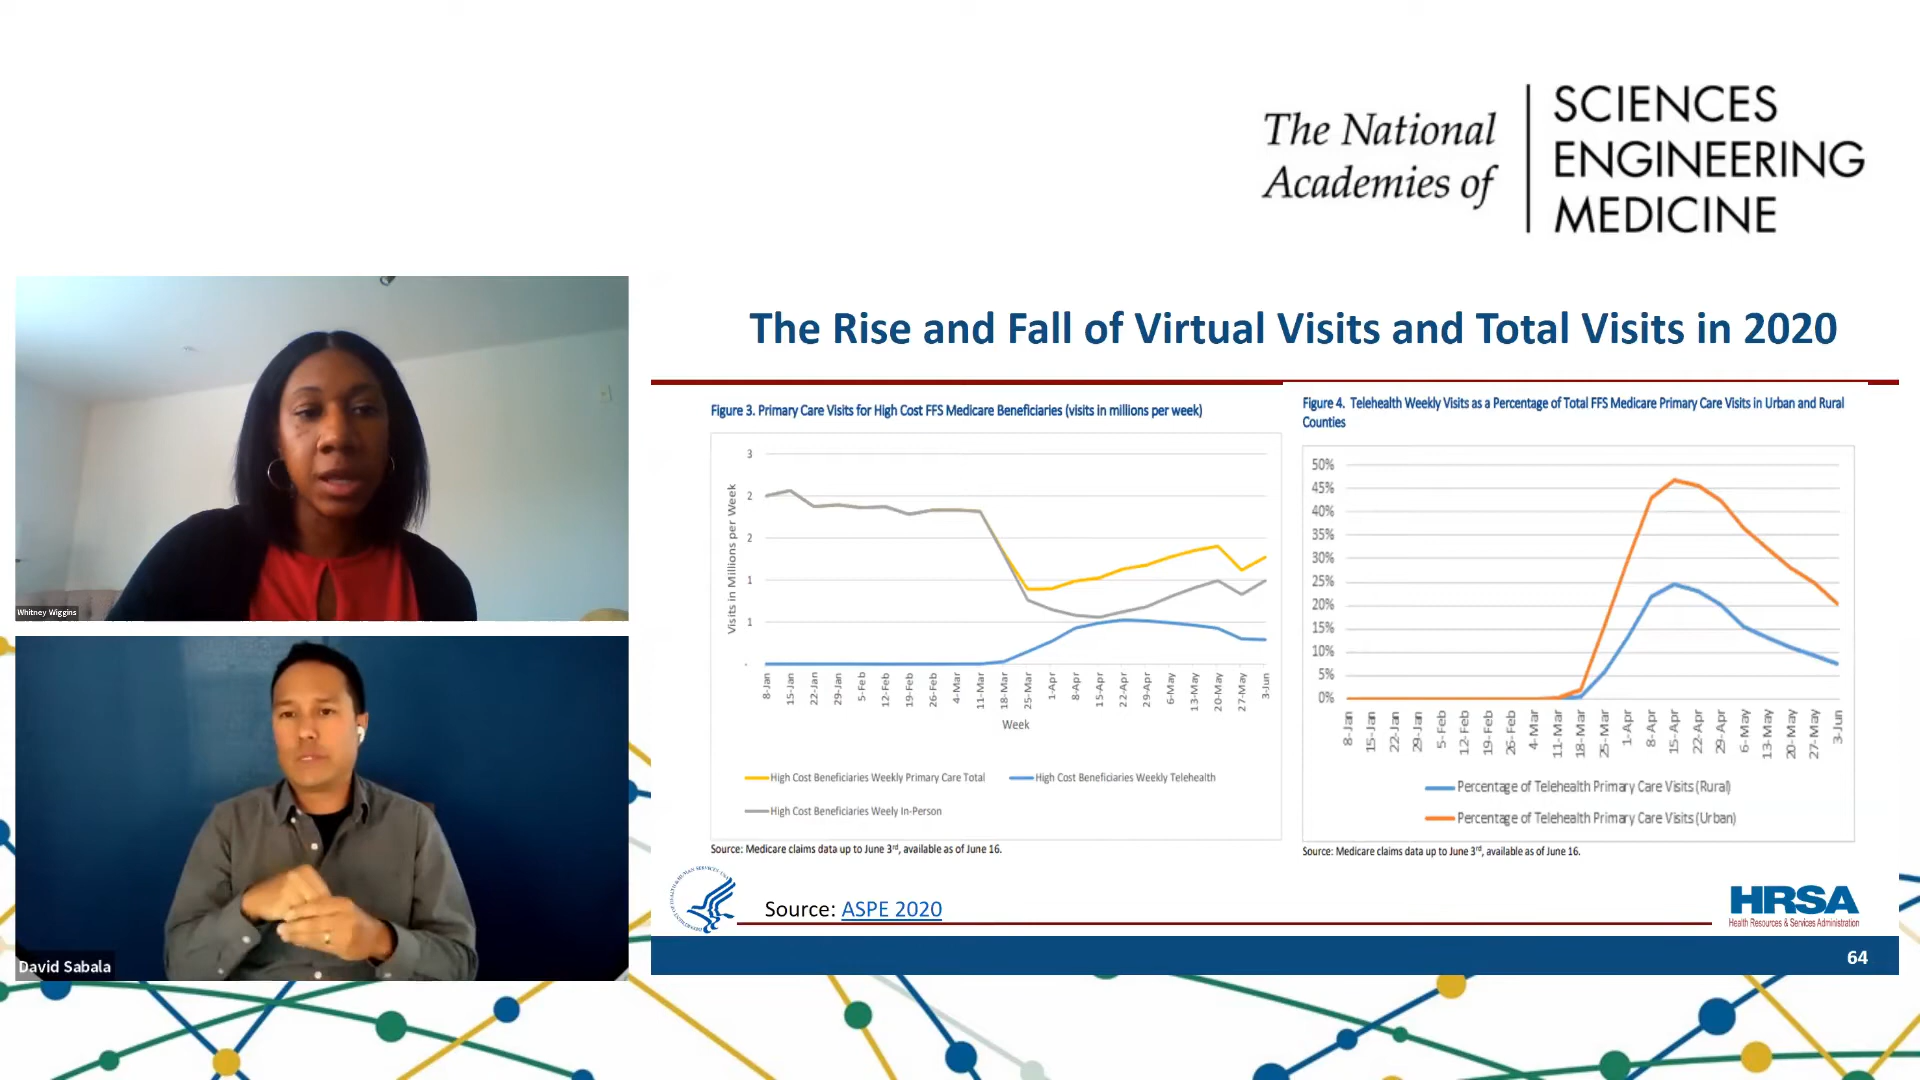 The National
Academies of
SCIENCES
ENGINEERING
MEDICINE
Whitney Wiggins
David Sabala
The Rise and Fall of Virtual Visits and Total Visits in 2020
Figure 3. Primary Care Visits for High Cost FFS Medicare Beneficiaries (visits in millions per week)
Visits in Millions per Week
3
2
2
1
1
-
8-Jan
15-Jan
22-Jan
29-Jan
5-Feb
12-Feb
19-Feb
26-Feb
4-Mar
11-Mar
18-Mar
25-Mar
1-Apr
8-Apr
15-Apr
22-Apr
29-Apr
6-May
13-May
20-May
27-May
3-Jun
Week
High Cost Beneficiaries Weekly Primary Care Total
High Cost Beneficiaries Weekly Telehealth
High Cost Beneficiaries Weely In-Person
Source: Medicare claims data up to June 3rd, available as of June 16.
Figure 4. Telehealth Weekly Visits as a Percentage of Total FFS Medicare Primary Care Visits in Urban and Rural
Counties
50%
45%
40%
35%
30%
25%
20%
15%
10%
5%
0%
8-Jan
15-Jan
22-Jan
29-Jan
5-Feb
12-Feb
19-Feb
26-Feb
4-Mar
11-Mar
18-Mar
25-Mar
1-Apr
8-Apr
15-Apr
22-Apr
29-Apr
6-May
13-May
20-May
27-May
3-Jun
Percentage of Telehealth Primary Care Visits (Rural)
Percentage of Telehealth Primary Care Visits (Urban)
Source: Medicare claims data up to June 3rd, available as of June 16.
Source: ASPE 2020
HRSA
Health Resources & Services Administration
64